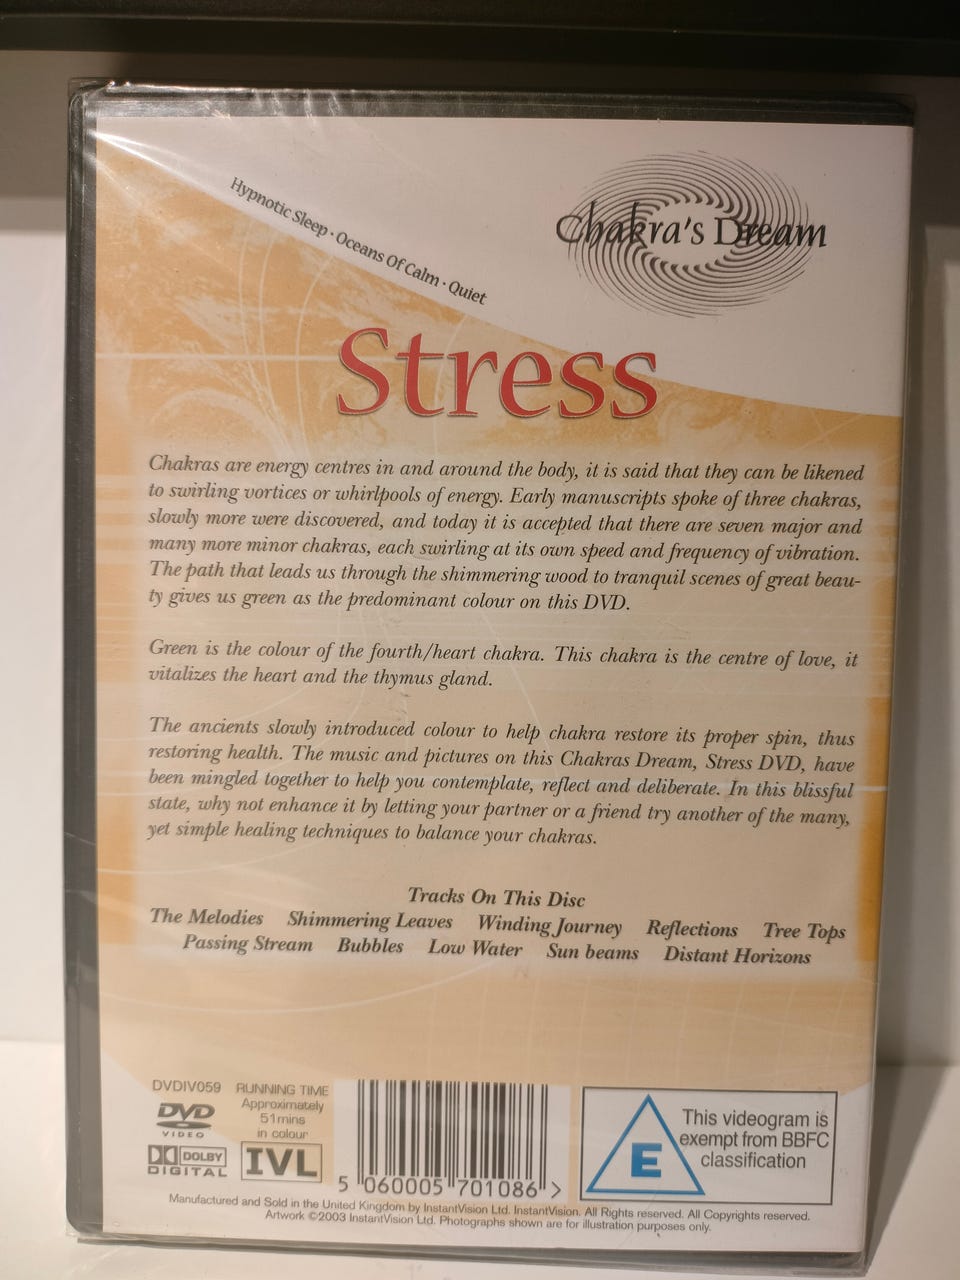 Hypnotic Sleep · Oceans Of Calm · Quiet
Chakra's Dream
Stress
Chakras are energy centres in and around the body, it is said that they can be likened
to swirling vortices or whirlpools of energy. Early manuscripts spoke of three chakras,
slowly more were discovered, and today it is accepted that there are seven major and
many more minor chakras, each swirling at its own speed and frequency of vibration.
The path that leads us through the shimmering wood to tranquil scenes of great beau-
ty gives us green as the predominant colour on this DVD.
Green is the colour of the fourth/heart chakra. This chakra is the centre of love, it
vitalizes the heart and the thymus gland.
The ancients slowly introduced colour to help chakra restore its proper spin, thus
restoring health. The music and pictures on this Chakras Dream, Stress DVD, have
been mingled together to help you contemplate, reflect and deliberate. In this blissful
state, why not enhance it by letting your partner or a friend try another of the many,
yet simple healing techniques to balance your chakras.
Tracks On This Disc
The Melodies Shimmering Leaves Winding Journey Reflections Tree Tops
Passing Stream Bubbles Low Water Sun beams Distant Horizons
DVDIV059
DVD
VIDEO
DOLBY
DIGITAL
RUNNING TIME
Approximately
51mins
in colour
IVL
5 060005 701086 >
E
This videogram is
exempt from BBFC
classification
Manufactured and Sold in the United Kingdom by InstantVision Ltd. InstantVision. All Rights reserved. All Copyrights reserved.
Artwork ©2003 InstantVision Ltd. Photographs shown are for illustration purposes only.